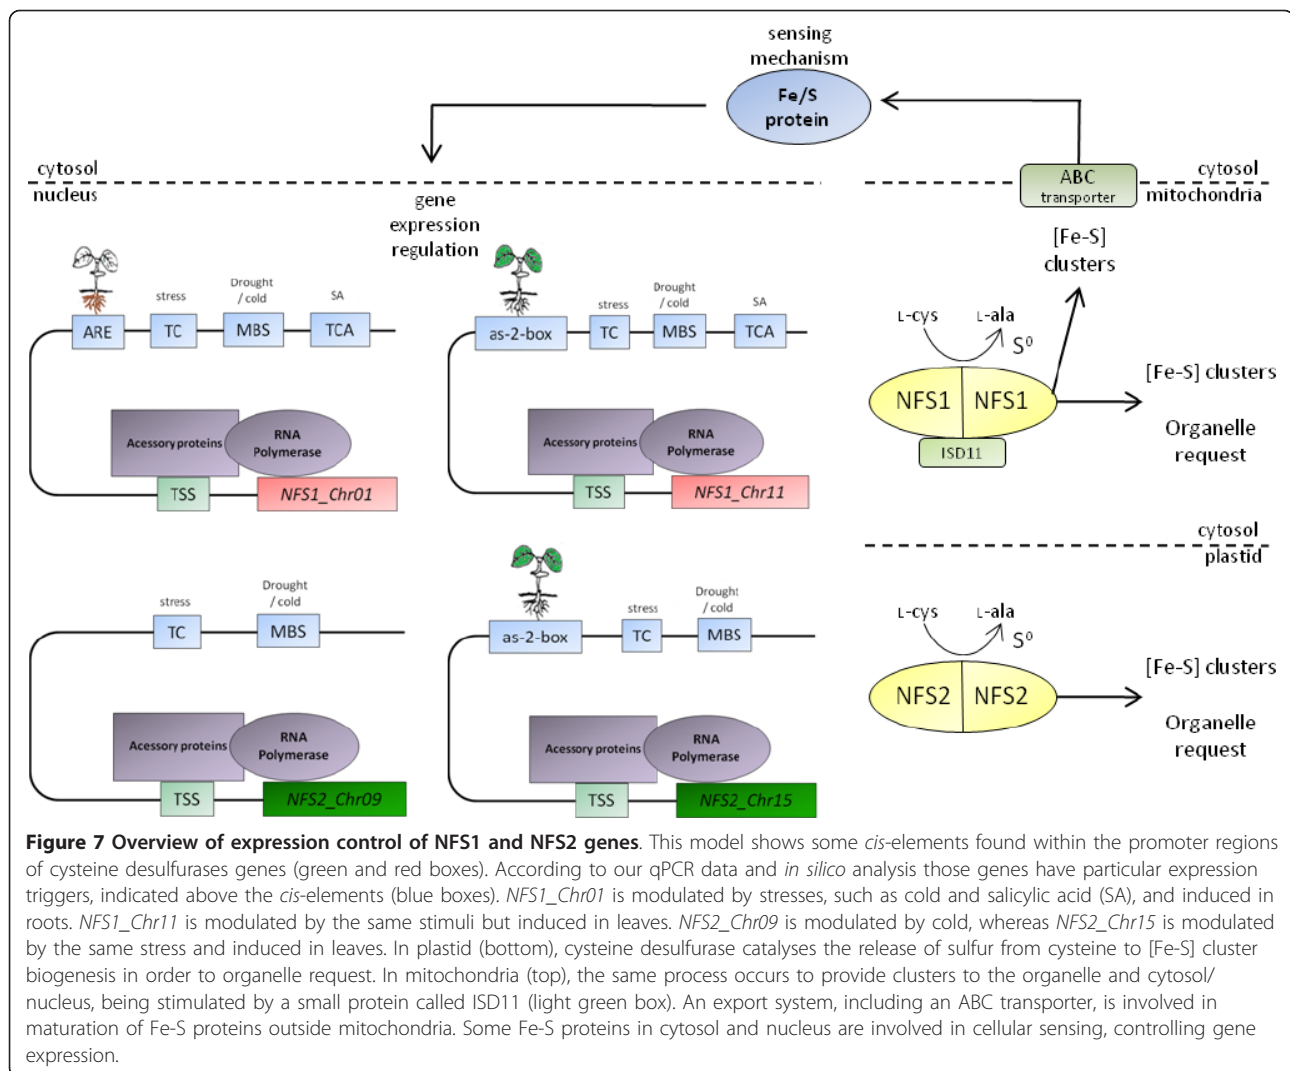 sensing
mechanism
Fe/S
protein
cytosol
nucleus
gene
expression
regulation
ABC
transporter
cytosol
mitochondria
[Fe-S]
clusters
stress
Drought
/ cold
SA
ARE
TC
MBS
TCA
Acessory proteins
RNA
Polymerase
TSS
NFS1_Chr01
stress
Drought
/ cold
SA
as-2-box
TC
MBS
TCA
Acessory proteins
RNA
Polymerase
TSS
NFS1_Chr11
L-cys
L-ala
S⁰
NFS1
NFS1
ISD11
[Fe-S] clusters
Organelle
request
cytosol
plastid
stress
Drought
/ cold
TC
MBS
Acessory proteins
RNA
Polymerase
TSS
NFS2_Chr09
stress
Drought
/ cold
as-2-box
TC
MBS
Acessory proteins
RNA
Polymerase
TSS
NFS2_Chr15
L-cys
L-ala
S⁰
NFS2
NFS2
[Fe-S] clusters
Organelle
request
Figure 7 Overview of expression control of NFS1 and NFS2 genes. This model shows some cis-elements found within the promoter regions
of cysteine desulfurases genes (green and red boxes). According to our qPCR data and in silico analysis those genes have particular expression
triggers, indicated above the cis-elements (blue boxes). NFS1_Chr01 is modulated by stresses, such as cold and salicylic acid (SA), and induced in
roots. NFS1_Chr11 is modulated by the same stimuli but induced in leaves. NFS2_Chr09 is modulated by cold, whereas NFS2_Chr15 is modulated
by the same stress and induced in leaves. In plastid (bottom), cysteine desulfurase catalyses the release of sulfur from cysteine to [Fe-S] cluster
biogenesis in order to organelle request. In mitochondria (top), the same process occurs to provide clusters to the organelle and cytosol/
nucleus, being stimulated by a small protein called ISD11 (light green box). An export system, including an ABC transporter, is involved in
maturation of Fe-S proteins outside mitochondria. Some Fe-S proteins in cytosol and nucleus are involved in cellular sensing, controlling gene
expression.